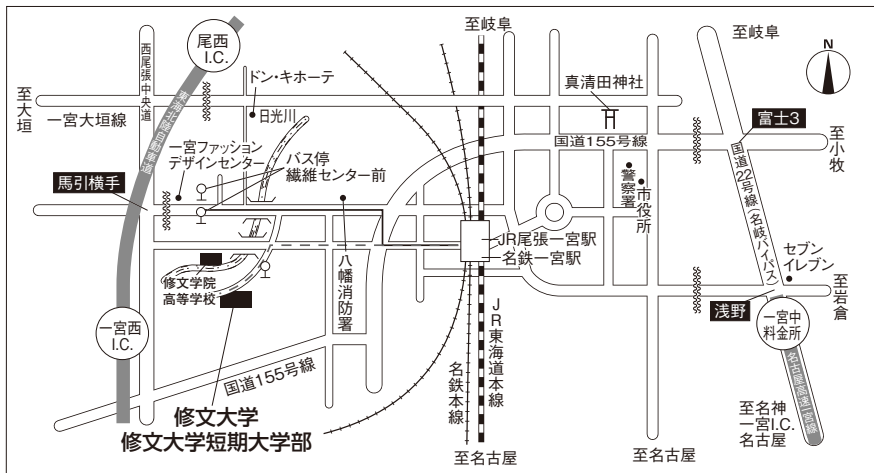 至岐阜
至岐阜
N
尾西
I.C.
西尾張中央道
東海北陸自動車道
ドン・キホーテ
真清田神社
至大垣
一宮大垣線
日光川
富士3
国道155号線
至小牧
一宮ファッション
デザインセンター
バス停
繊維センター前
馬引横手
警察署
市役所
国道22号線(名岐バイパス)
JR尾張一宮駅
名鉄一宮駅
セブン
イレブン
八幡消防署
修文学院
高等学校
至岩倉
浅野
一宮中
料金所
一宮西
I.C.
JR東海道本線
名鉄本線
国道155号線
名古屋高速一宮線
修文大学
修文大学短期大学部
至名神
一宮I.C.
名古屋
至名古屋
至名古屋